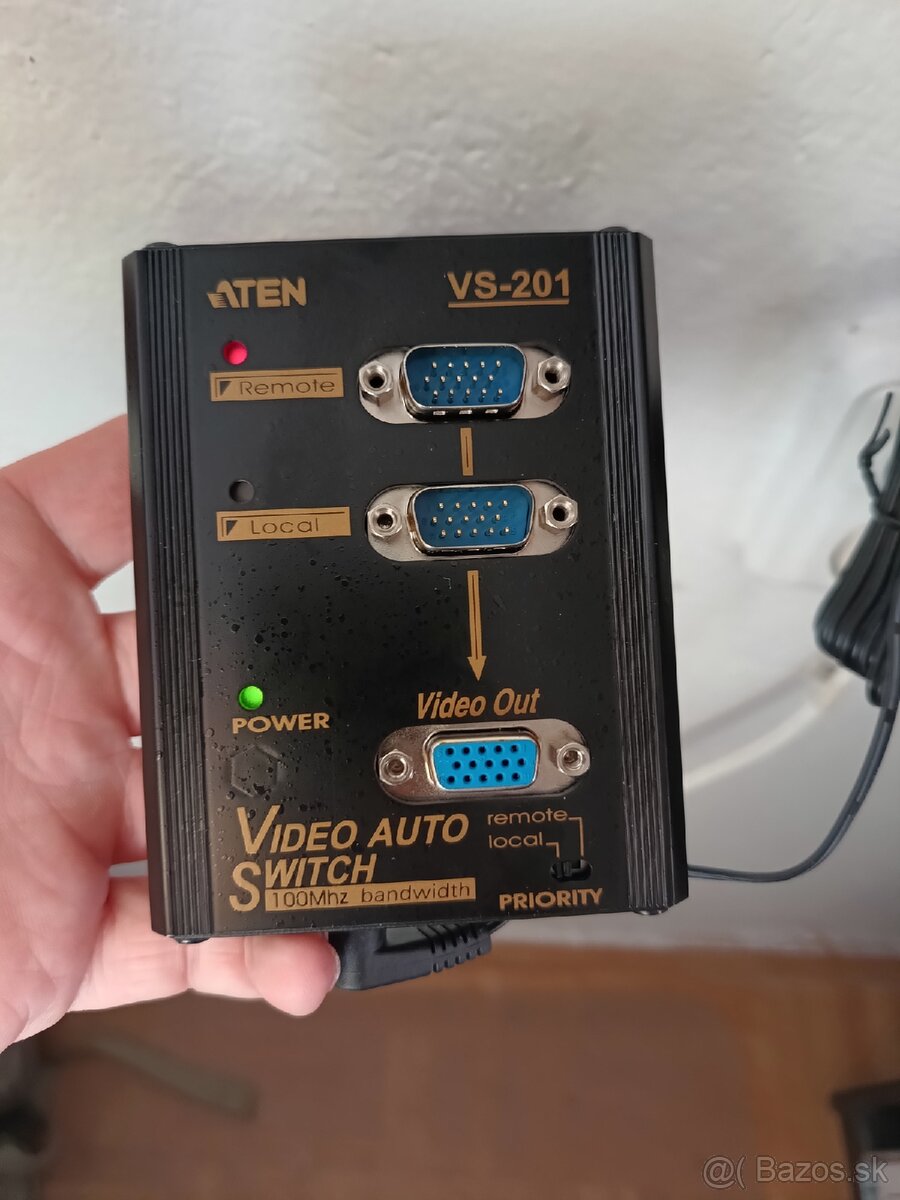 ATEN
VS-201
Remote
Local
POWER
Video Out
VIDEO AUTO
SWITCH
100Mhz bandwidth
remote
local
PRIORITY
@( Bazos.sk